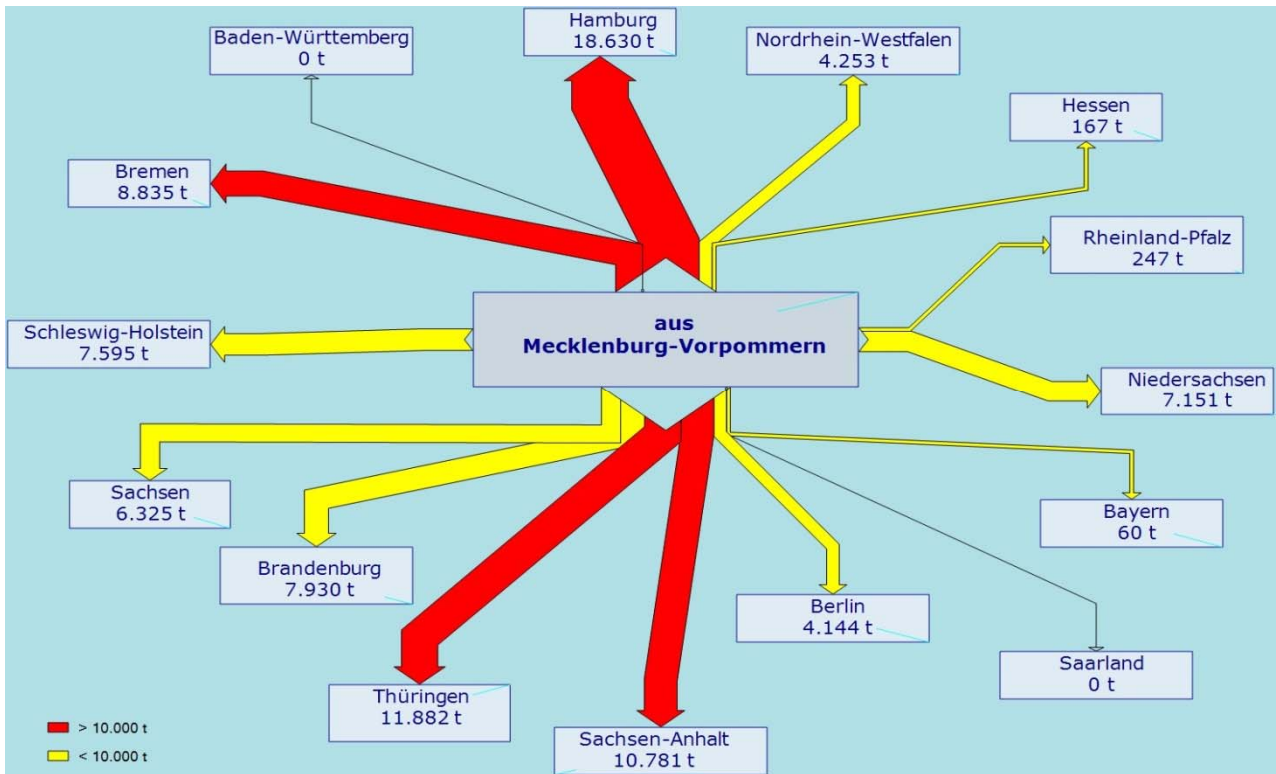 Hamburg
18.630 t
Baden-Württemberg
0 t
Nordrhein-Westfalen
4.253 t
Hessen
167 t
Bremen
8.835 t
Rheinland-Pfalz
247 t
aus
Mecklenburg-Vorpommern
Schleswig-Holstein
7.595 t
Niedersachsen
7.151 t
Sachsen
6.325 t
Bayern
60 t
Brandenburg
7.930 t
Berlin
4.144 t
Saarland
0 t
Thüringen
11.882 t
Sachsen-Anhalt
10.781 t
> 10.000 t
< 10.000 t